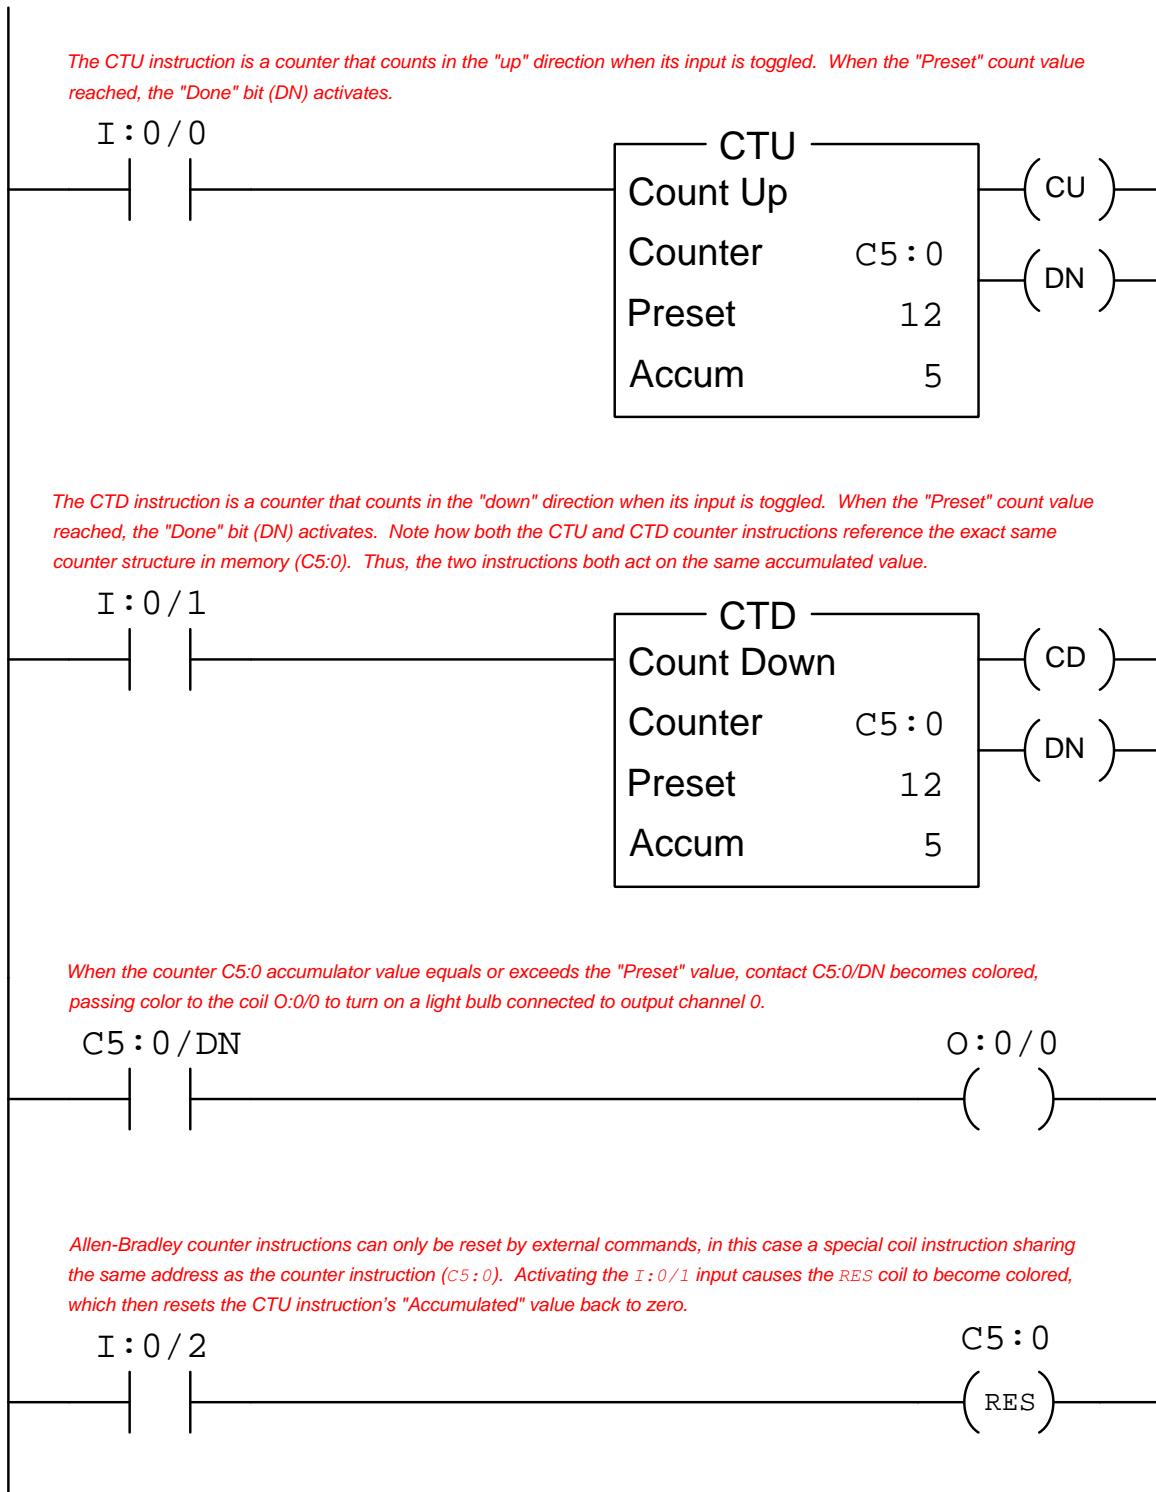 The CTU instruction is a counter that counts in the "up" direction when its input is toggled. When the "Preset" count value
reached, the "Done" bit (DN) activates.
I:0/0
CTU
Count Up
CU
Counter C5:0
DN
Preset 12
Accum 5
The CTD instruction is a counter that counts in the "down" direction when its input is toggled. When the "Preset" count value
reached, the "Done" bit (DN) activates. Note how both the CTU and CTD counter instructions reference the exact same
counter structure in memory (C5:0). Thus, the two instructions both act on the same accumulated value.
I:0/1
CTD
Count Down
CD
Counter C5:0
DN
Preset 12
Accum 5
When the counter C5:0 accumulator value equals or exceeds the "Preset" value, contact C5:0/DN becomes colored,
passing color to the coil O:0/0 to turn on a light bulb connected to output channel 0.
C5:0/DN O:0/0
Allen-Bradley counter instructions can only be reset by external commands, in this case a special coil instruction sharing
the same address as the counter instruction (C5:0). Activating the I:0/1 input causes the RES coil to become colored,
which then resets the CTU instruction's "Accumulated" value back to zero.
I:0/2 C5:0
RES